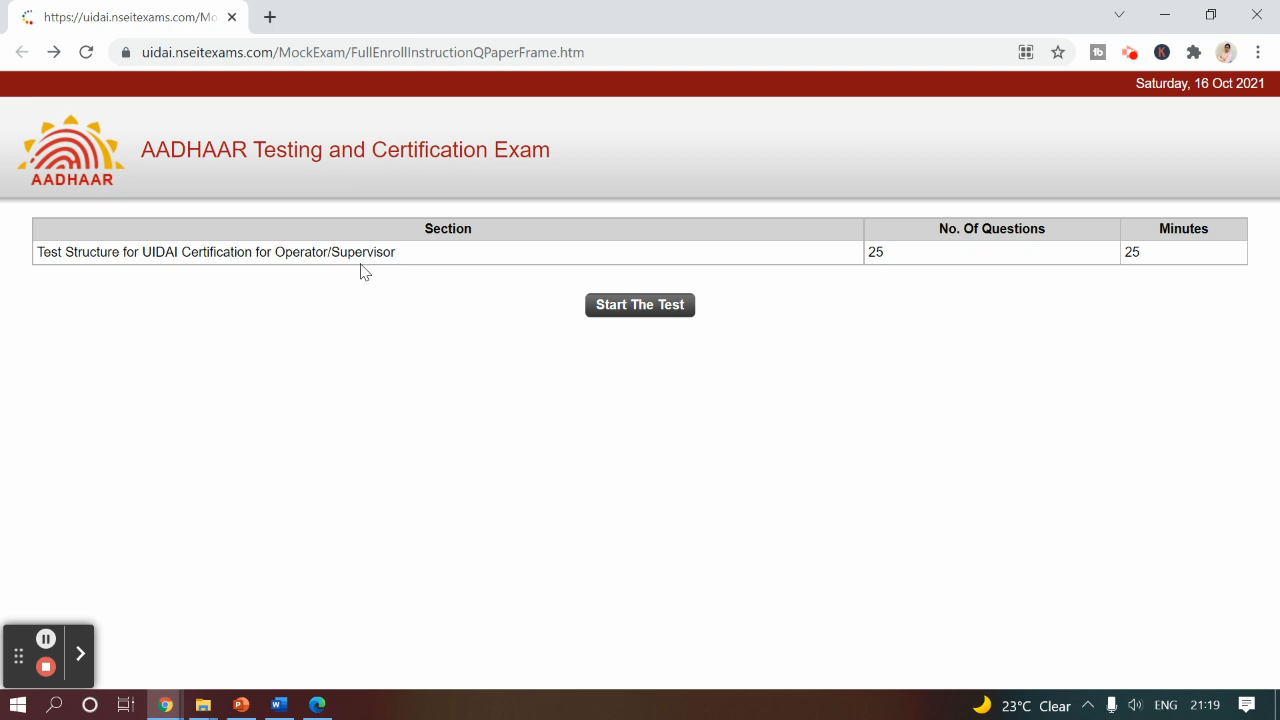 https://uidai.nseitexams.com/Mo
uidai.nseitexams.com/MockExam/FullEnrollInstructionQPaperFrame.htm
tb
K
Saturday, 16 Oct 2021
AADHAAR
AADHAAR Testing and Certification Exam
Section No. Of Questions Minutes
Test Structure for UIDAI Certification for Operator/Supervisor 25 25
Start The Test
23°C Clear ENG 21:19